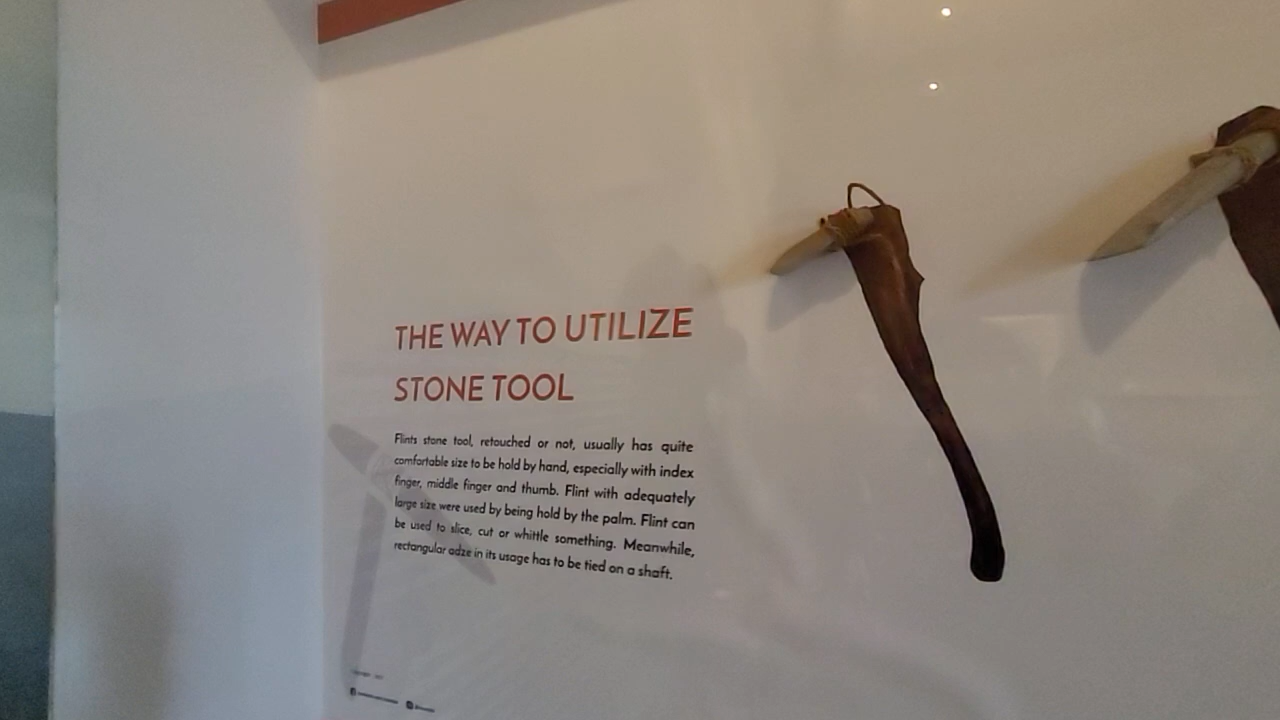 THE WAY TO UTILIZE
STONE TOOL
Flints stone tool, retouched or not, usually has quite
comfortable size to be hold by hand, especially with index
finger, middle finger and thumb. Flint with adequately
large size were used by being hold by the palm. Flint can
be used to slice, cut or whittle something. Meanwhile,
rectangular adze in its usage has to be tied on a shaft.